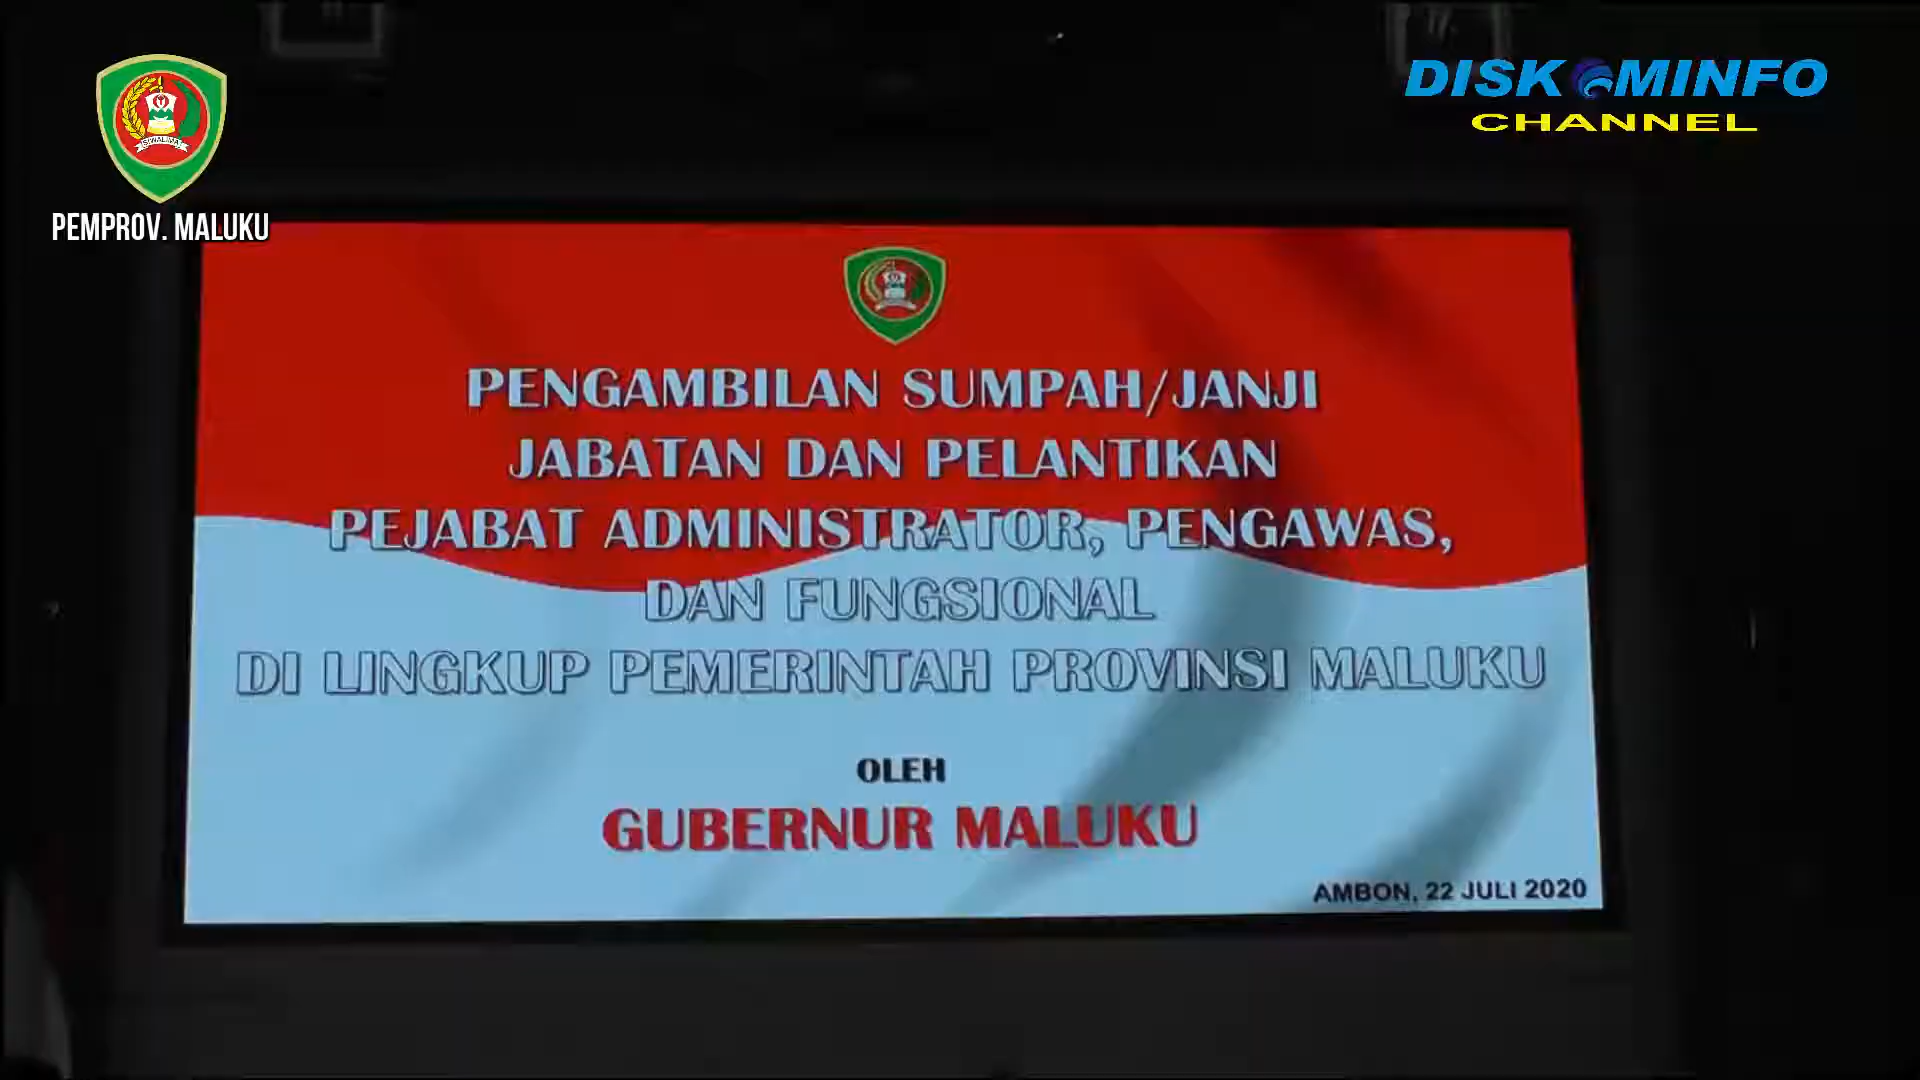 SIWALIMA
PEMPROV. MALUKU
DISKOMINFO
CHANNEL
PENGAMBILAN SUMPAH/JANJI
JABATAN DAN PELANTIKAN
PEJABAT ADMINISTRATOR, PENGAWAS,
DAN FUNGSIONAL
DI LINGKUP PEMERINTAH PROVINSI MALUKU
OLEH
GUBERNUR MALUKU
AMBON, 22 JULI 2020